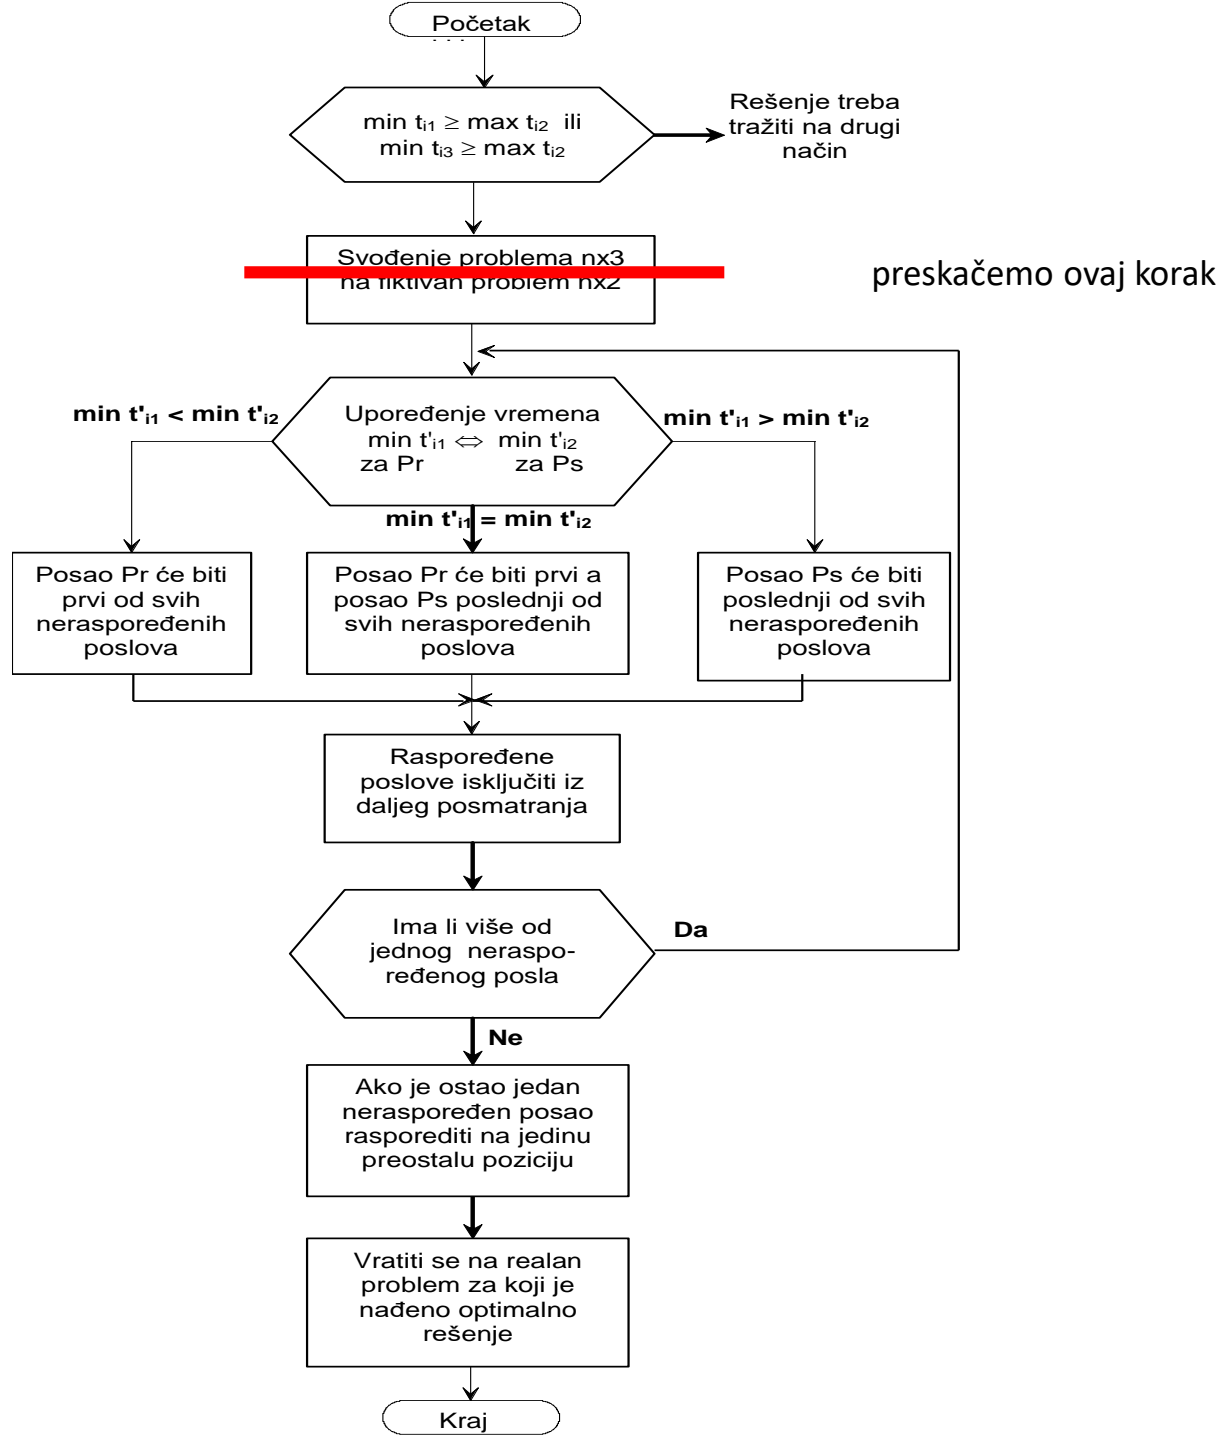 Početak
min ti1 ≥ max ti2 ili
min ti3 ≥ max ti2
Rešenje treba
tražiti na drugi
način
Svođenje problema nx3
na fiktivan problem nx2
preskačemo ovaj korak
min t'i1 < min t'i2
Upoređenje vremena
min t'i1 ⇔ min t'i2
za Pr za Ps
min t'i1 > min t'i2
min t'i1 = min t'i2
Posao Pr će biti
prvi od svih
neraspoređenih
poslova
Posao Pr će biti prvi a
posao Ps poslednji od
svih neraspoređenih
poslova
Posao Ps će biti
poslednji od svih
neraspoređenih
poslova
Raspoređene
poslove isključiti iz
daljeg posmatranja
Ima li više od
jednog neraspo-
ređenog posla
Da
Ne
Ako je ostao jedan
neraspoređen posao
rasporediti na jedinu
preostalu poziciju
Vratiti se na realan
problem za koji je
nađeno optimalno
rešenje
Kraj